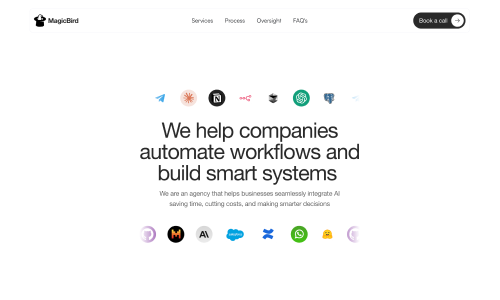 MagicBird
Services
Process
Oversight
FAQ's
Book a call
We help companies
automate workflows and
build smart systems
We are an agency that helps businesses seamlessly integrate AI
saving time, cutting costs, and making smarter decisions